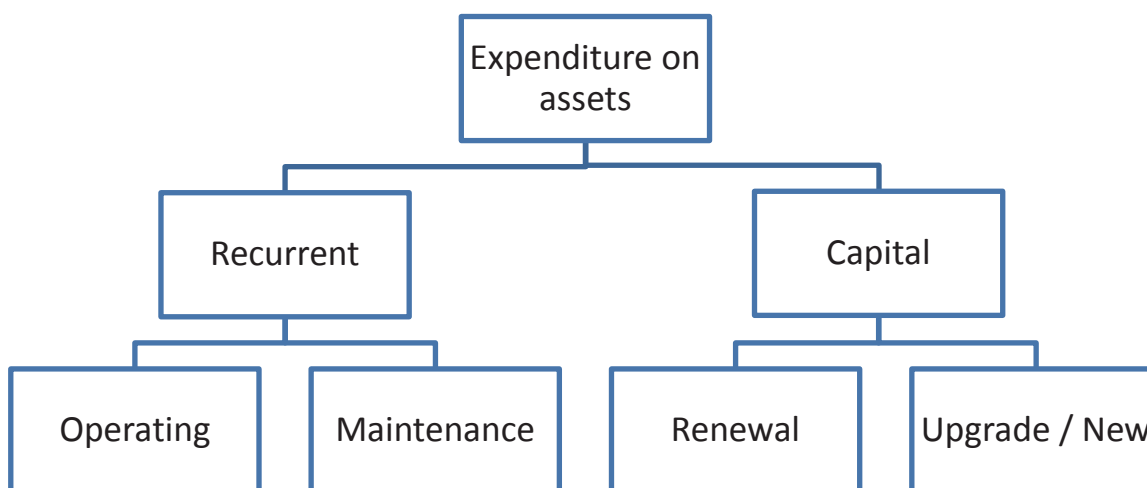 Expenditure on
assets
Recurrent
Capital
Operating
Maintenance
Renewal
Upgrade / New